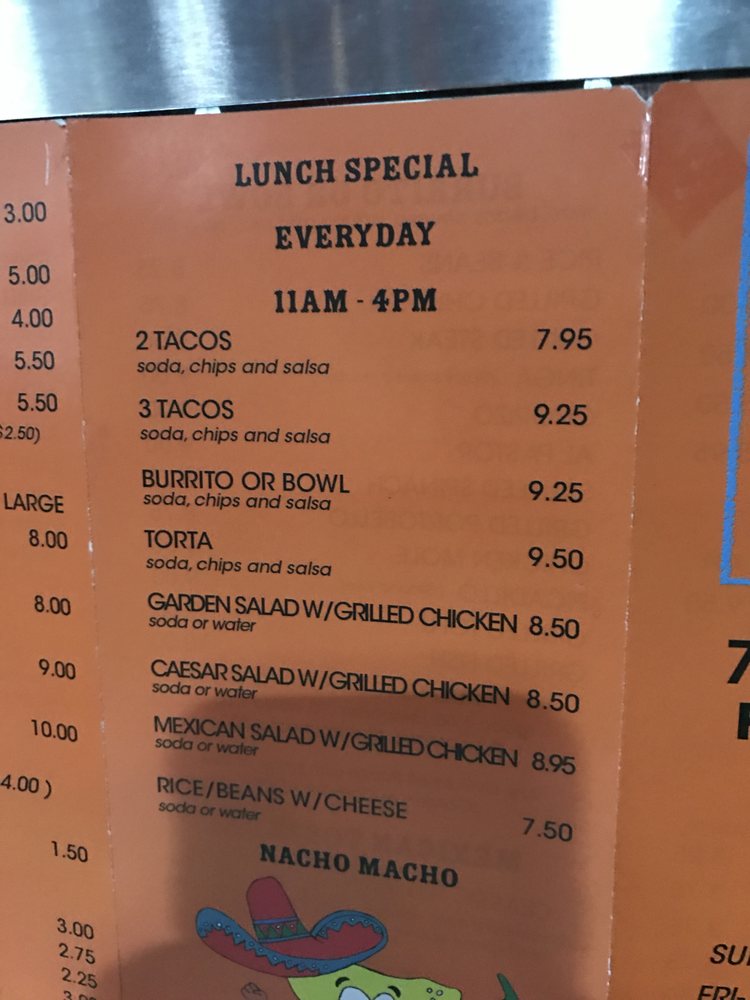 3.00
5.00
4.00
5.50
5.50
$2.50)
LARGE
8.00
8.00
9.00
10.00
4.00 )
1.50
3.00
2.75
2.25
LUNCH SPECIAL
EVERYDAY
11AM - 4PM
2 TACOS 7.95
soda, chips and salsa
3 TACOS 9.25
soda, chips and salsa
BURRITO OR BOWL 9.25
soda, chips and salsa
TORTA 9.50
soda, chips and salsa
GARDEN SALAD W/GRILLED CHICKEN 8.50
soda or water
CAESAR SALAD W/GRILLED CHICKEN 8.50
soda or water
MEXICAN SALAD W/GRILLED CHICKEN 8.95
soda or water
RICE/BEANS W/CHEESE 7.50
soda or water
NACHO MACHO
7